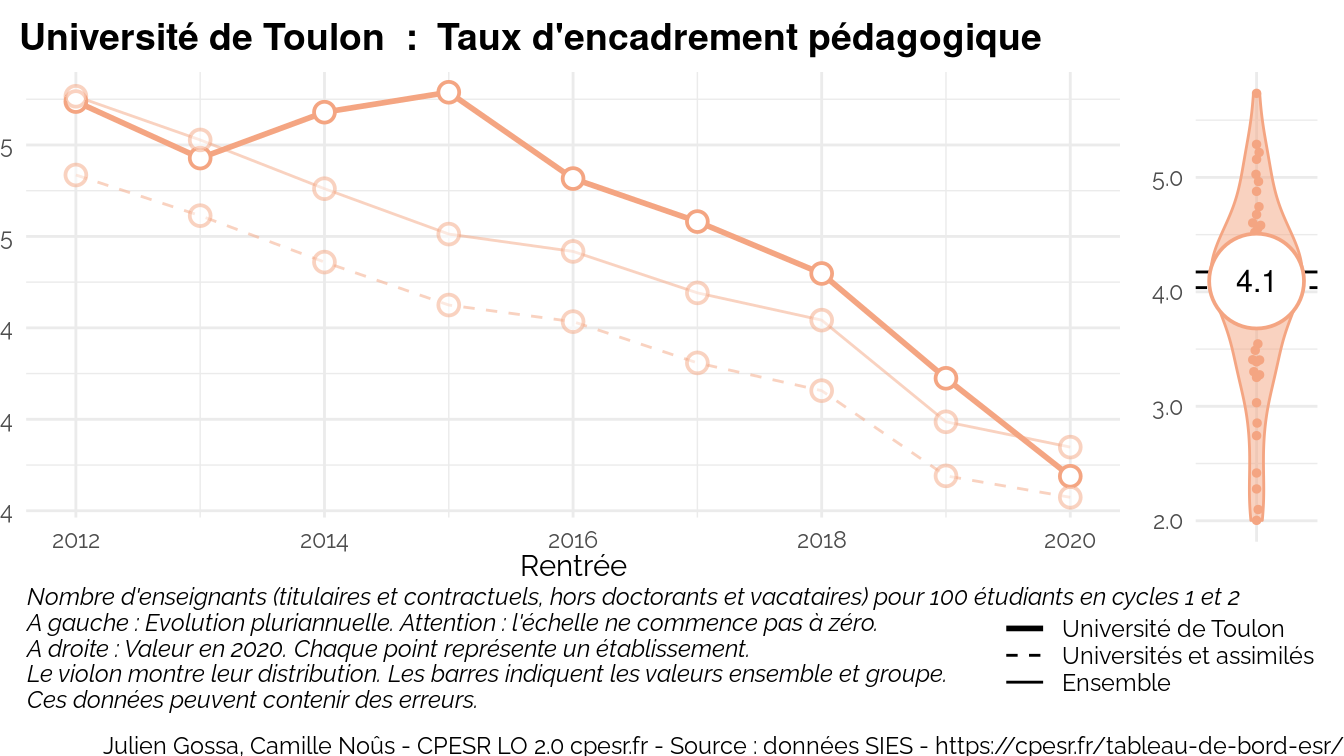 Université de Toulon : Taux d'encadrement pédagogique
5
5
4
4
4
2012 2014 2016 2018 2020
Rentrée
5.0
4.0
3.0
2.0
4.1
Nombre d'enseignants (titulaires et contractuels, hors doctorants et vacataires) pour 100 étudiants en cycles 1 et 2
A gauche : Evolution pluriannuelle. Attention : l'échelle ne commence pas à zéro.
A droite : Valeur en 2020. Chaque point représente un établissement.
Le violon montre leur distribution. Les barres indiquent les valeurs ensemble et groupe.
Ces données peuvent contenir des erreurs.
Université de Toulon
Universités et assimilés
Ensemble
Julien Gossa, Camille Noûs - CPESR LO 2.0 cpesr.fr - Source : données SIES - https://cpesr.fr/tableau-de-bord-esr/